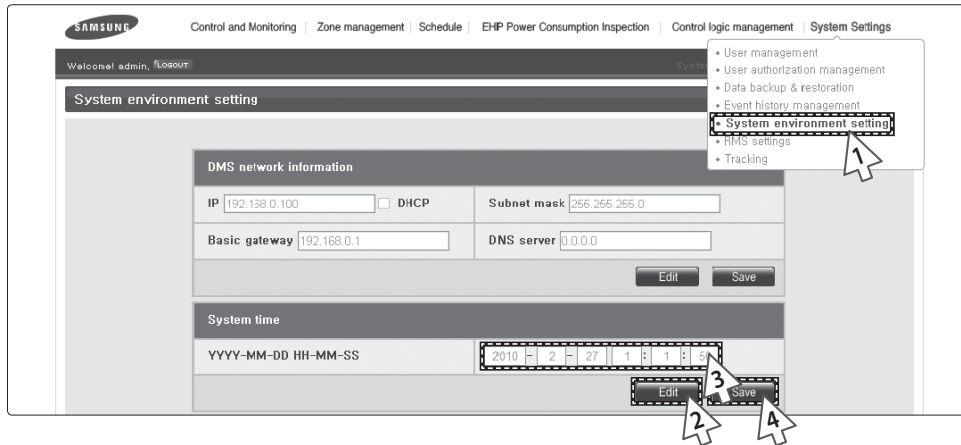 SAMSUNG Control and Monitoring | Zone management | Schedule | EHP Power Consumption Inspection | Control logic management | System Settings
Welcome! admin, LOGOUT
• User management
• User authorization management
• Data backup & restoration
• Event history management
• System environment setting
• RMS settings
• Tracking
1
System environment setting
DMS network information
IP 192.168.0.100 DHCP Subnet mask 255.255.255.0
Basic gateway 192.168.0.1 DNS server 0.0.0.0
Edit Save
System time
YYYY-MM-DD HH-MM-SS 2010 - 2 - 27 1 : 1 : 50
3
Edit Save
2 4